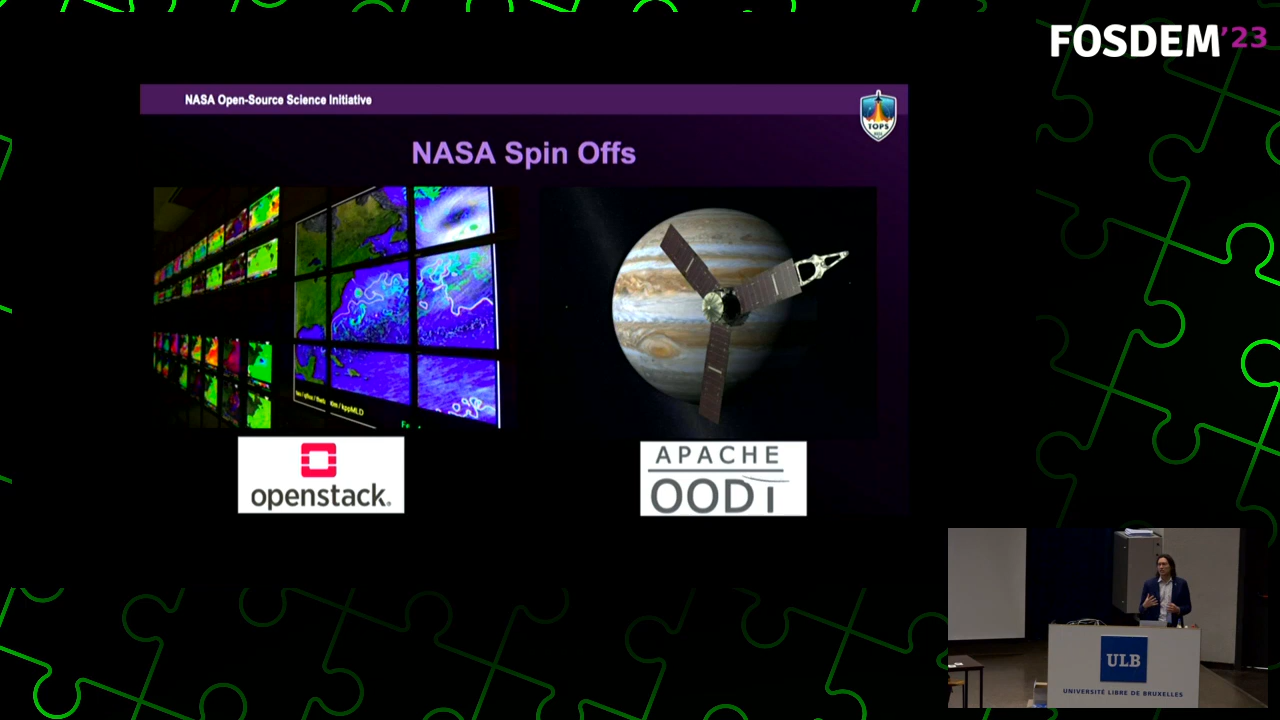 FOSDEM'23
NASA Open-Source Science Initiative
TOPS
NASA Spin Offs
openstack.
APACHE
OODT
ULB
UNIVERSITÉ LIBRE DE BRUXELLES